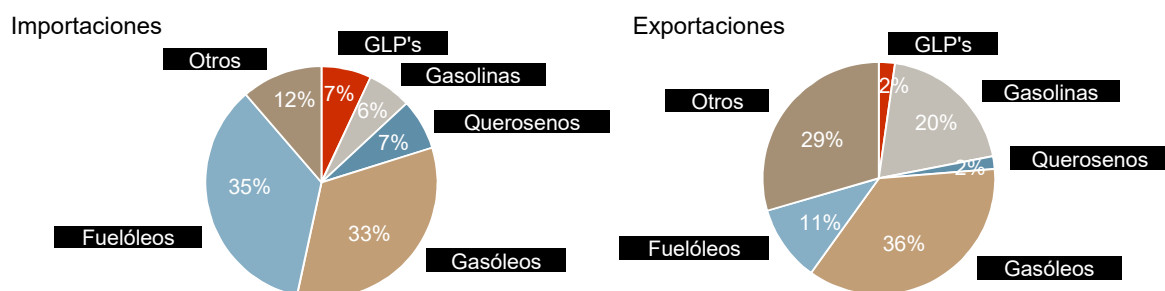 Importaciones
GLP's
Otros
Gasolinas
Querosenos
Gasóleos
Fuelóleos
7%
6%
7%
33%
35%
12%
Exportaciones
GLP's
Gasolinas
Querosenos
Gasóleos
Fuelóleos
Otros
2%
20%
2%
36%
11%
29%